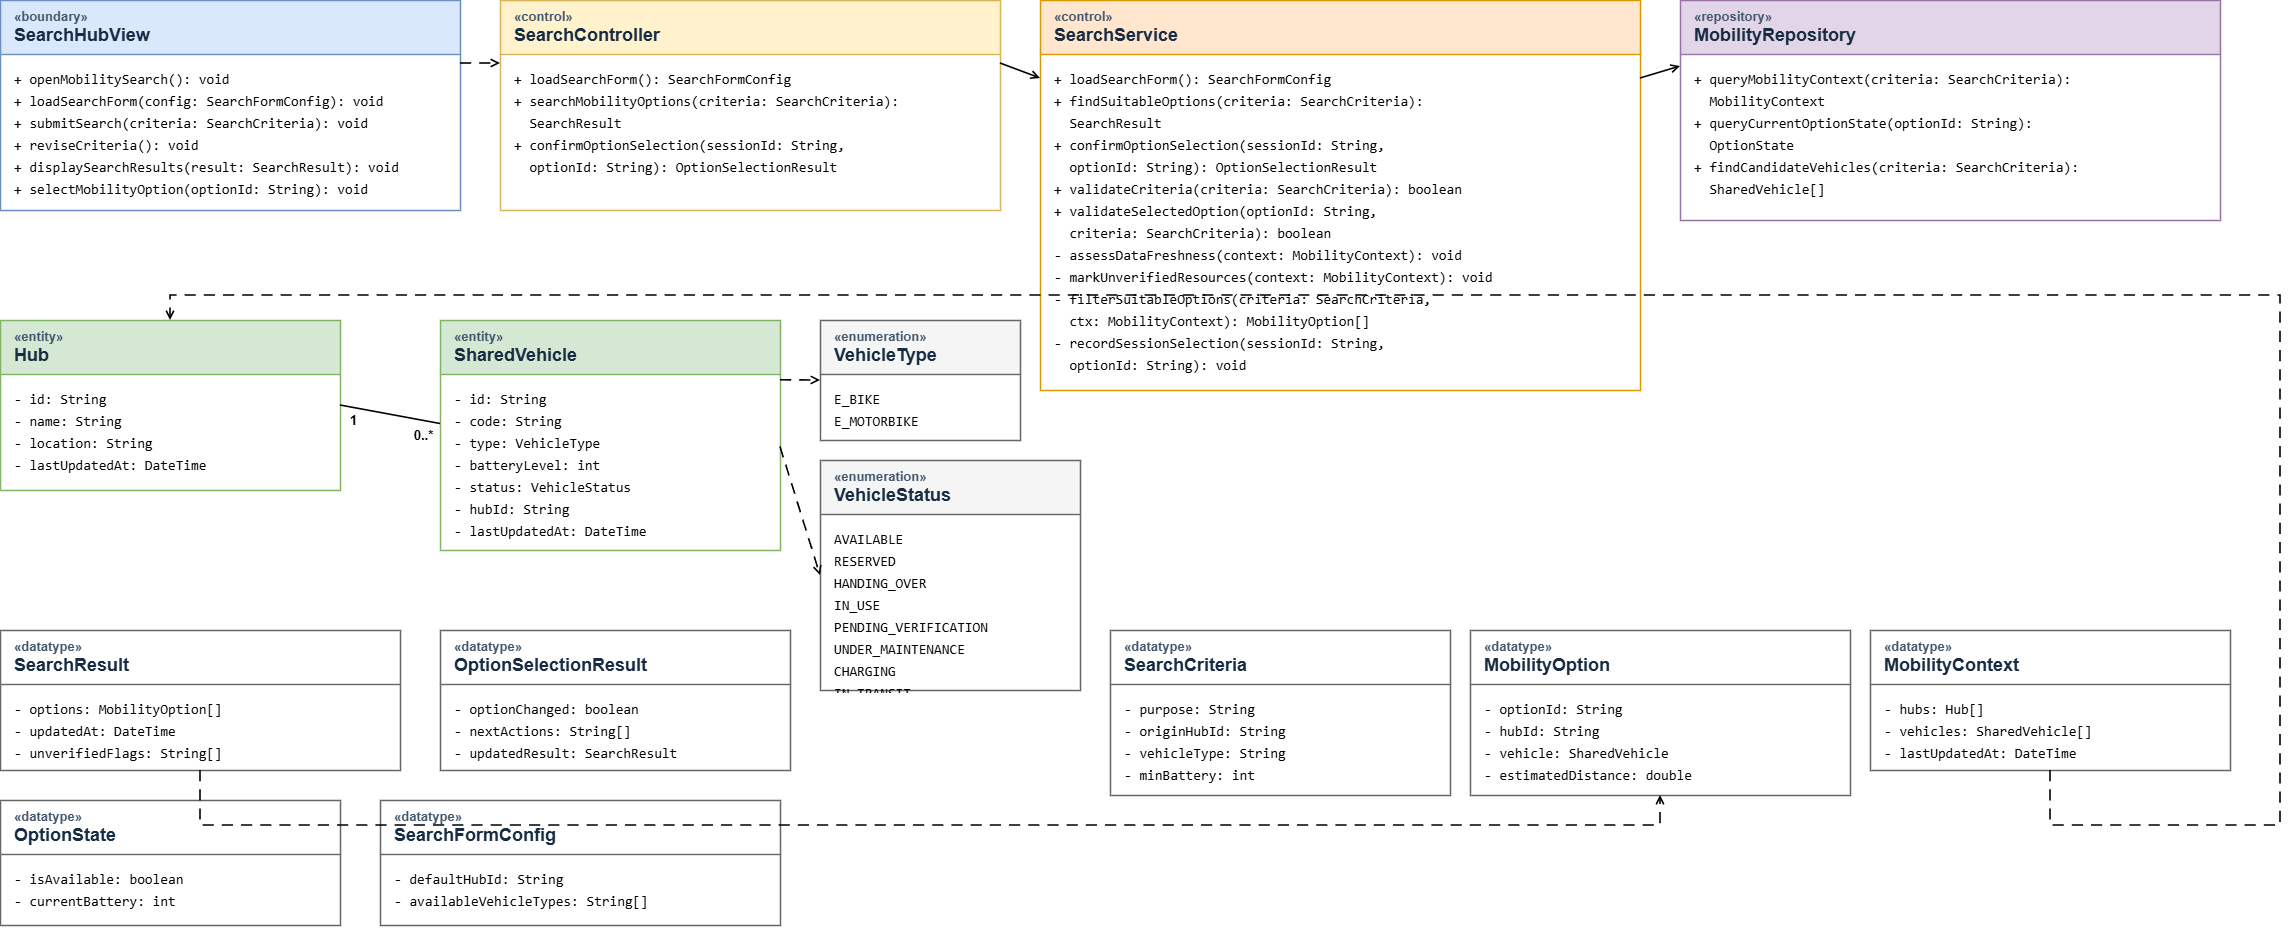 «boundary»
SearchHubView
+ openMobilitySearch(): void
+ loadSearchForm(config: SearchFormConfig): void
+ submitSearch(criteria: SearchCriteria): void
+ reviseCriteria(): void
+ displaySearchResults(result: SearchResult): void
+ selectMobilityOption(optionId: String): void
«control»
SearchController
+ loadSearchForm(): SearchFormConfig
+ searchMobilityOptions(criteria: SearchCriteria):
SearchResult
+ confirmOptionSelection(sessionId: String,
optionId: String): OptionSelectionResult
«control»
SearchService
+ loadSearchForm(): SearchFormConfig
+ findSuitableOptions(criteria: SearchCriteria):
SearchResult
+ confirmOptionSelection(sessionId: String,
optionId: String): OptionSelectionResult
+ validateCriteria(criteria: SearchCriteria): boolean
+ validateSelectedOption(optionId: String,
criteria: SearchCriteria): boolean
- assessDataFreshness(context: MobilityContext): void
- markUnverifiedResources(context: MobilityContext): void
- filterSuitableOptions(criteria: SearchCriteria,
ctx: MobilityContext): MobilityOption[]
- recordSessionSelection(sessionId: String,
optionId: String): void
«repository»
MobilityRepository
+ queryMobilityContext(criteria: SearchCriteria):
MobilityContext
+ queryCurrentOptionState(optionId: String):
OptionState
+ findCandidateVehicles(criteria: SearchCriteria):
SharedVehicle[]
«entity»
Hub
- id: String
- name: String
- location: String
- lastUpdatedAt: DateTime
1
0..*
«entity»
SharedVehicle
- id: String
- code: String
- type: VehicleType
- batteryLevel: int
- status: VehicleStatus
- hubId: String
- lastUpdatedAt: DateTime
«enumeration»
VehicleType
E_BIKE
E_MOTORBIKE
«enumeration»
VehicleStatus
AVAILABLE
RESERVED
HANDING_OVER
IN_USE
PENDING_VERIFICATION
UNDER_MAINTENANCE
CHARGING
IN_TRANSIT
«datatype»
SearchResult
- options: MobilityOption[]
- updatedAt: DateTime
- unverifiedFlags: String[]
«datatype»
OptionSelectionResult
- optionChanged: boolean
- nextActions: String[]
- updatedResult: SearchResult
«datatype»
SearchCriteria
- purpose: String
- originHubId: String
- vehicleType: String
- minBattery: int
«datatype»
MobilityOption
- optionId: String
- hubId: String
- vehicle: SharedVehicle
- estimatedDistance: double
«datatype»
MobilityContext
- hubs: Hub[]
- vehicles: SharedVehicle[]
- lastUpdatedAt: DateTime
«datatype»
OptionState
- isAvailable: boolean
- currentBattery: int
«datatype»
SearchFormConfig
- defaultHubId: String
- availableVehicleTypes: String[]